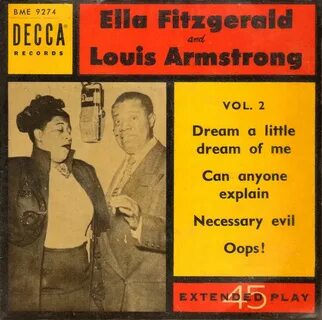 BME 9274
DECCA
RECORDS
Ella Fitzgerald
and
Louis Armstrong
VOL. 2
Dream a little
dream of me
Can anyone
explain
Necessary evil
Oops!
45
EXTENDED PLAY